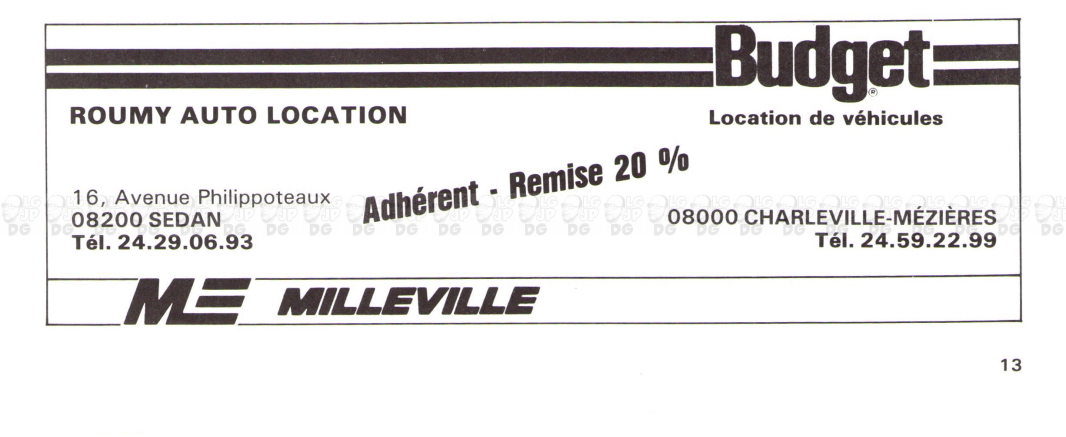 Budget®
ROUMY AUTO LOCATION
Location de véhicules
Adhérent - Remise 20 %
16, Avenue Philippoteaux
08200 SEDAN
Tél. 24.29.06.93
08000 CHARLEVILLE-MÉZIÈRES
Tél. 24.59.22.99
ME MILLEVILLE
13